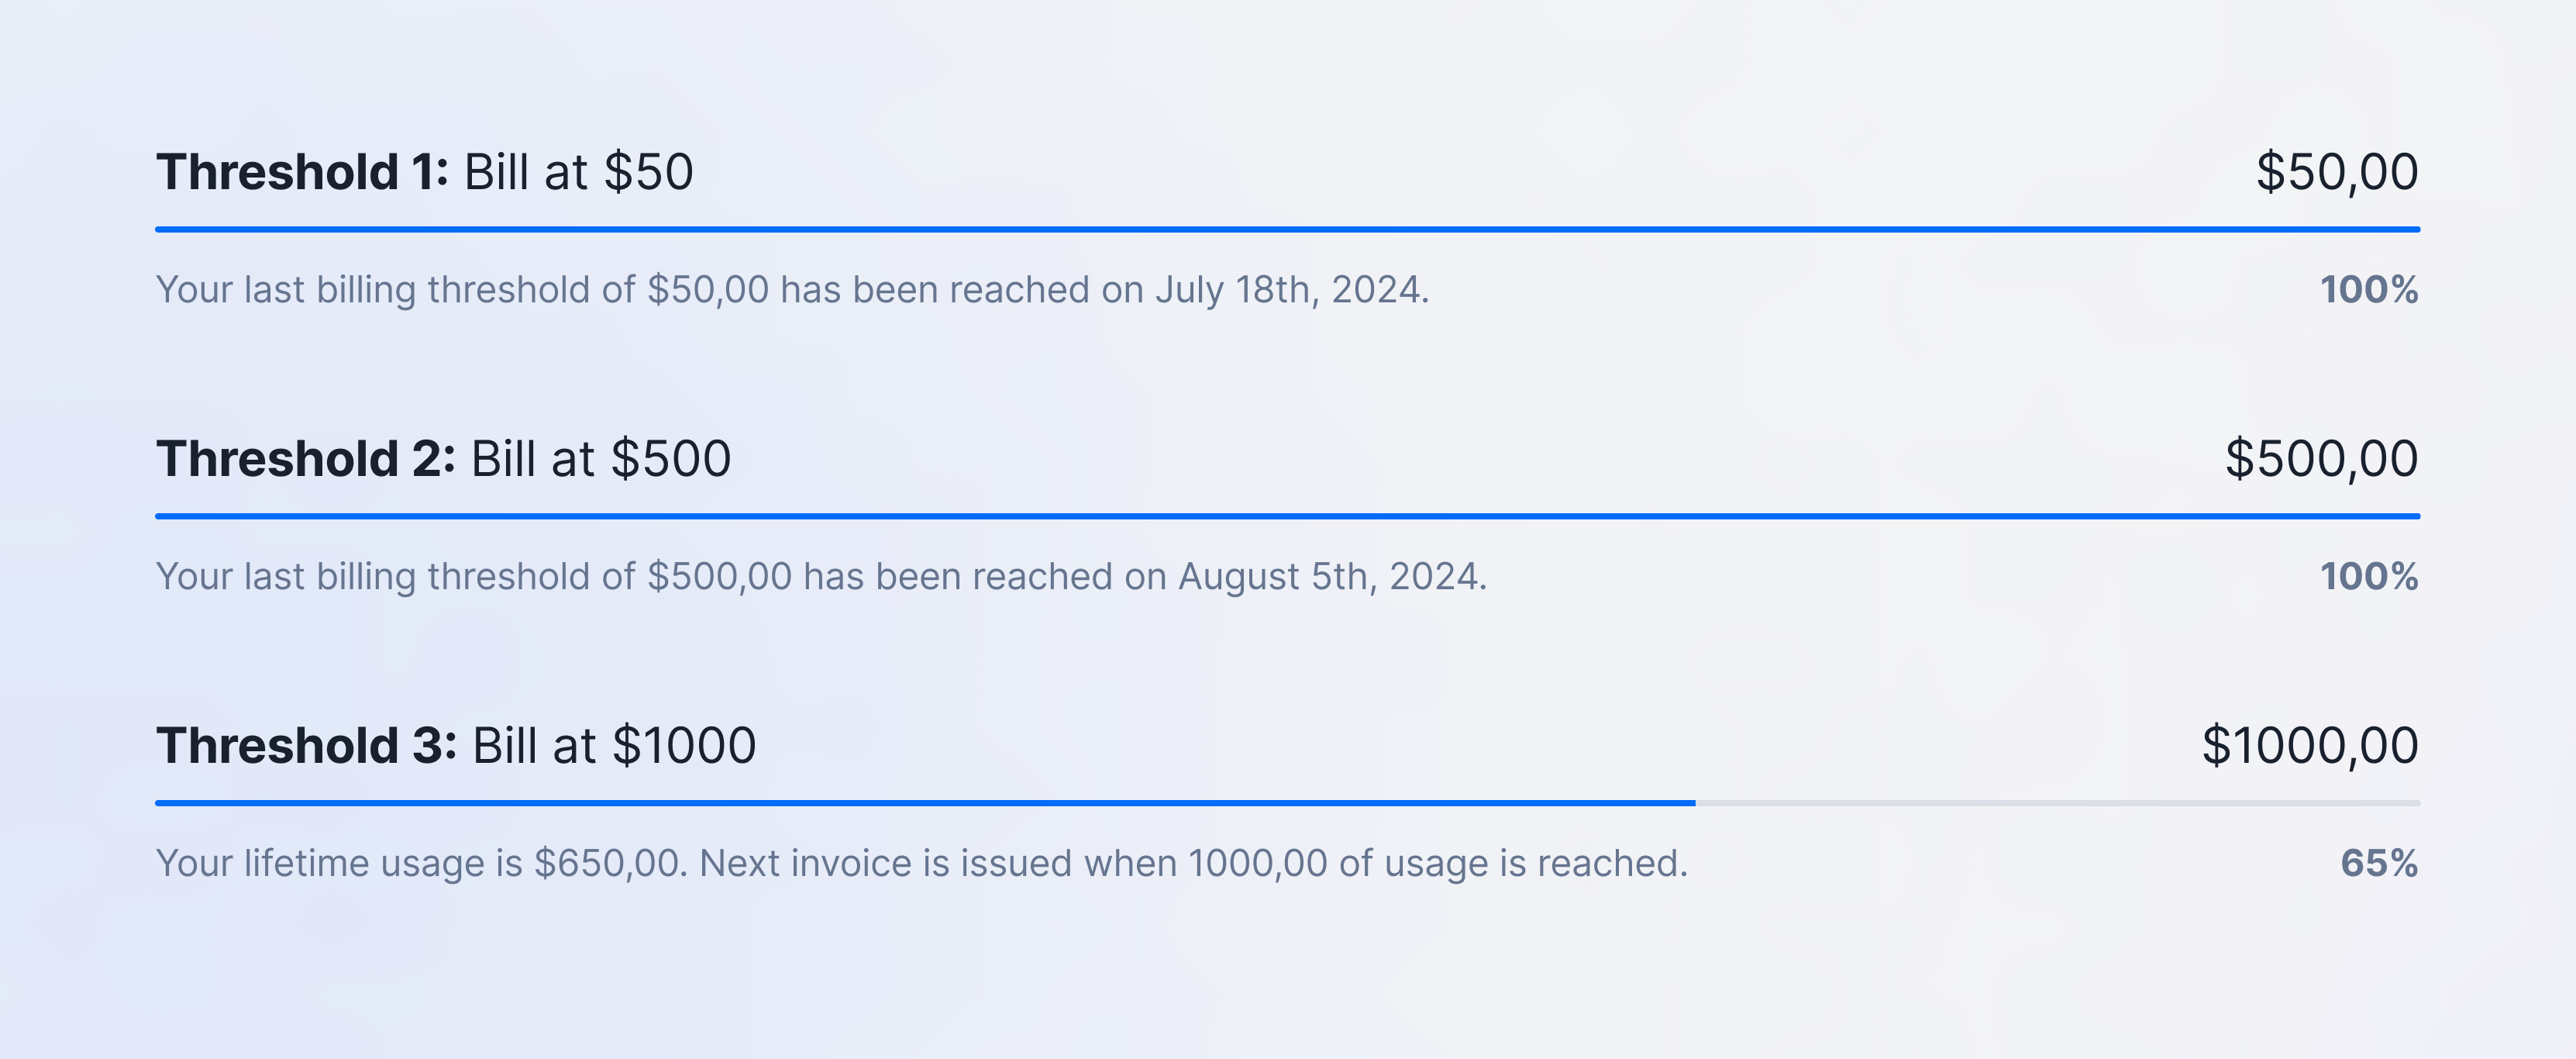 Threshold 1: Bill at $50 $50,00
Your last billing threshold of $50,00 has been reached on July 18th, 2024. 100%
Threshold 2: Bill at $500 $500,00
Your last billing threshold of $500,00 has been reached on August 5th, 2024. 100%
Threshold 3: Bill at $1000 $1000,00
Your lifetime usage is $650,00. Next invoice is issued when 1000,00 of usage is reached. 65%